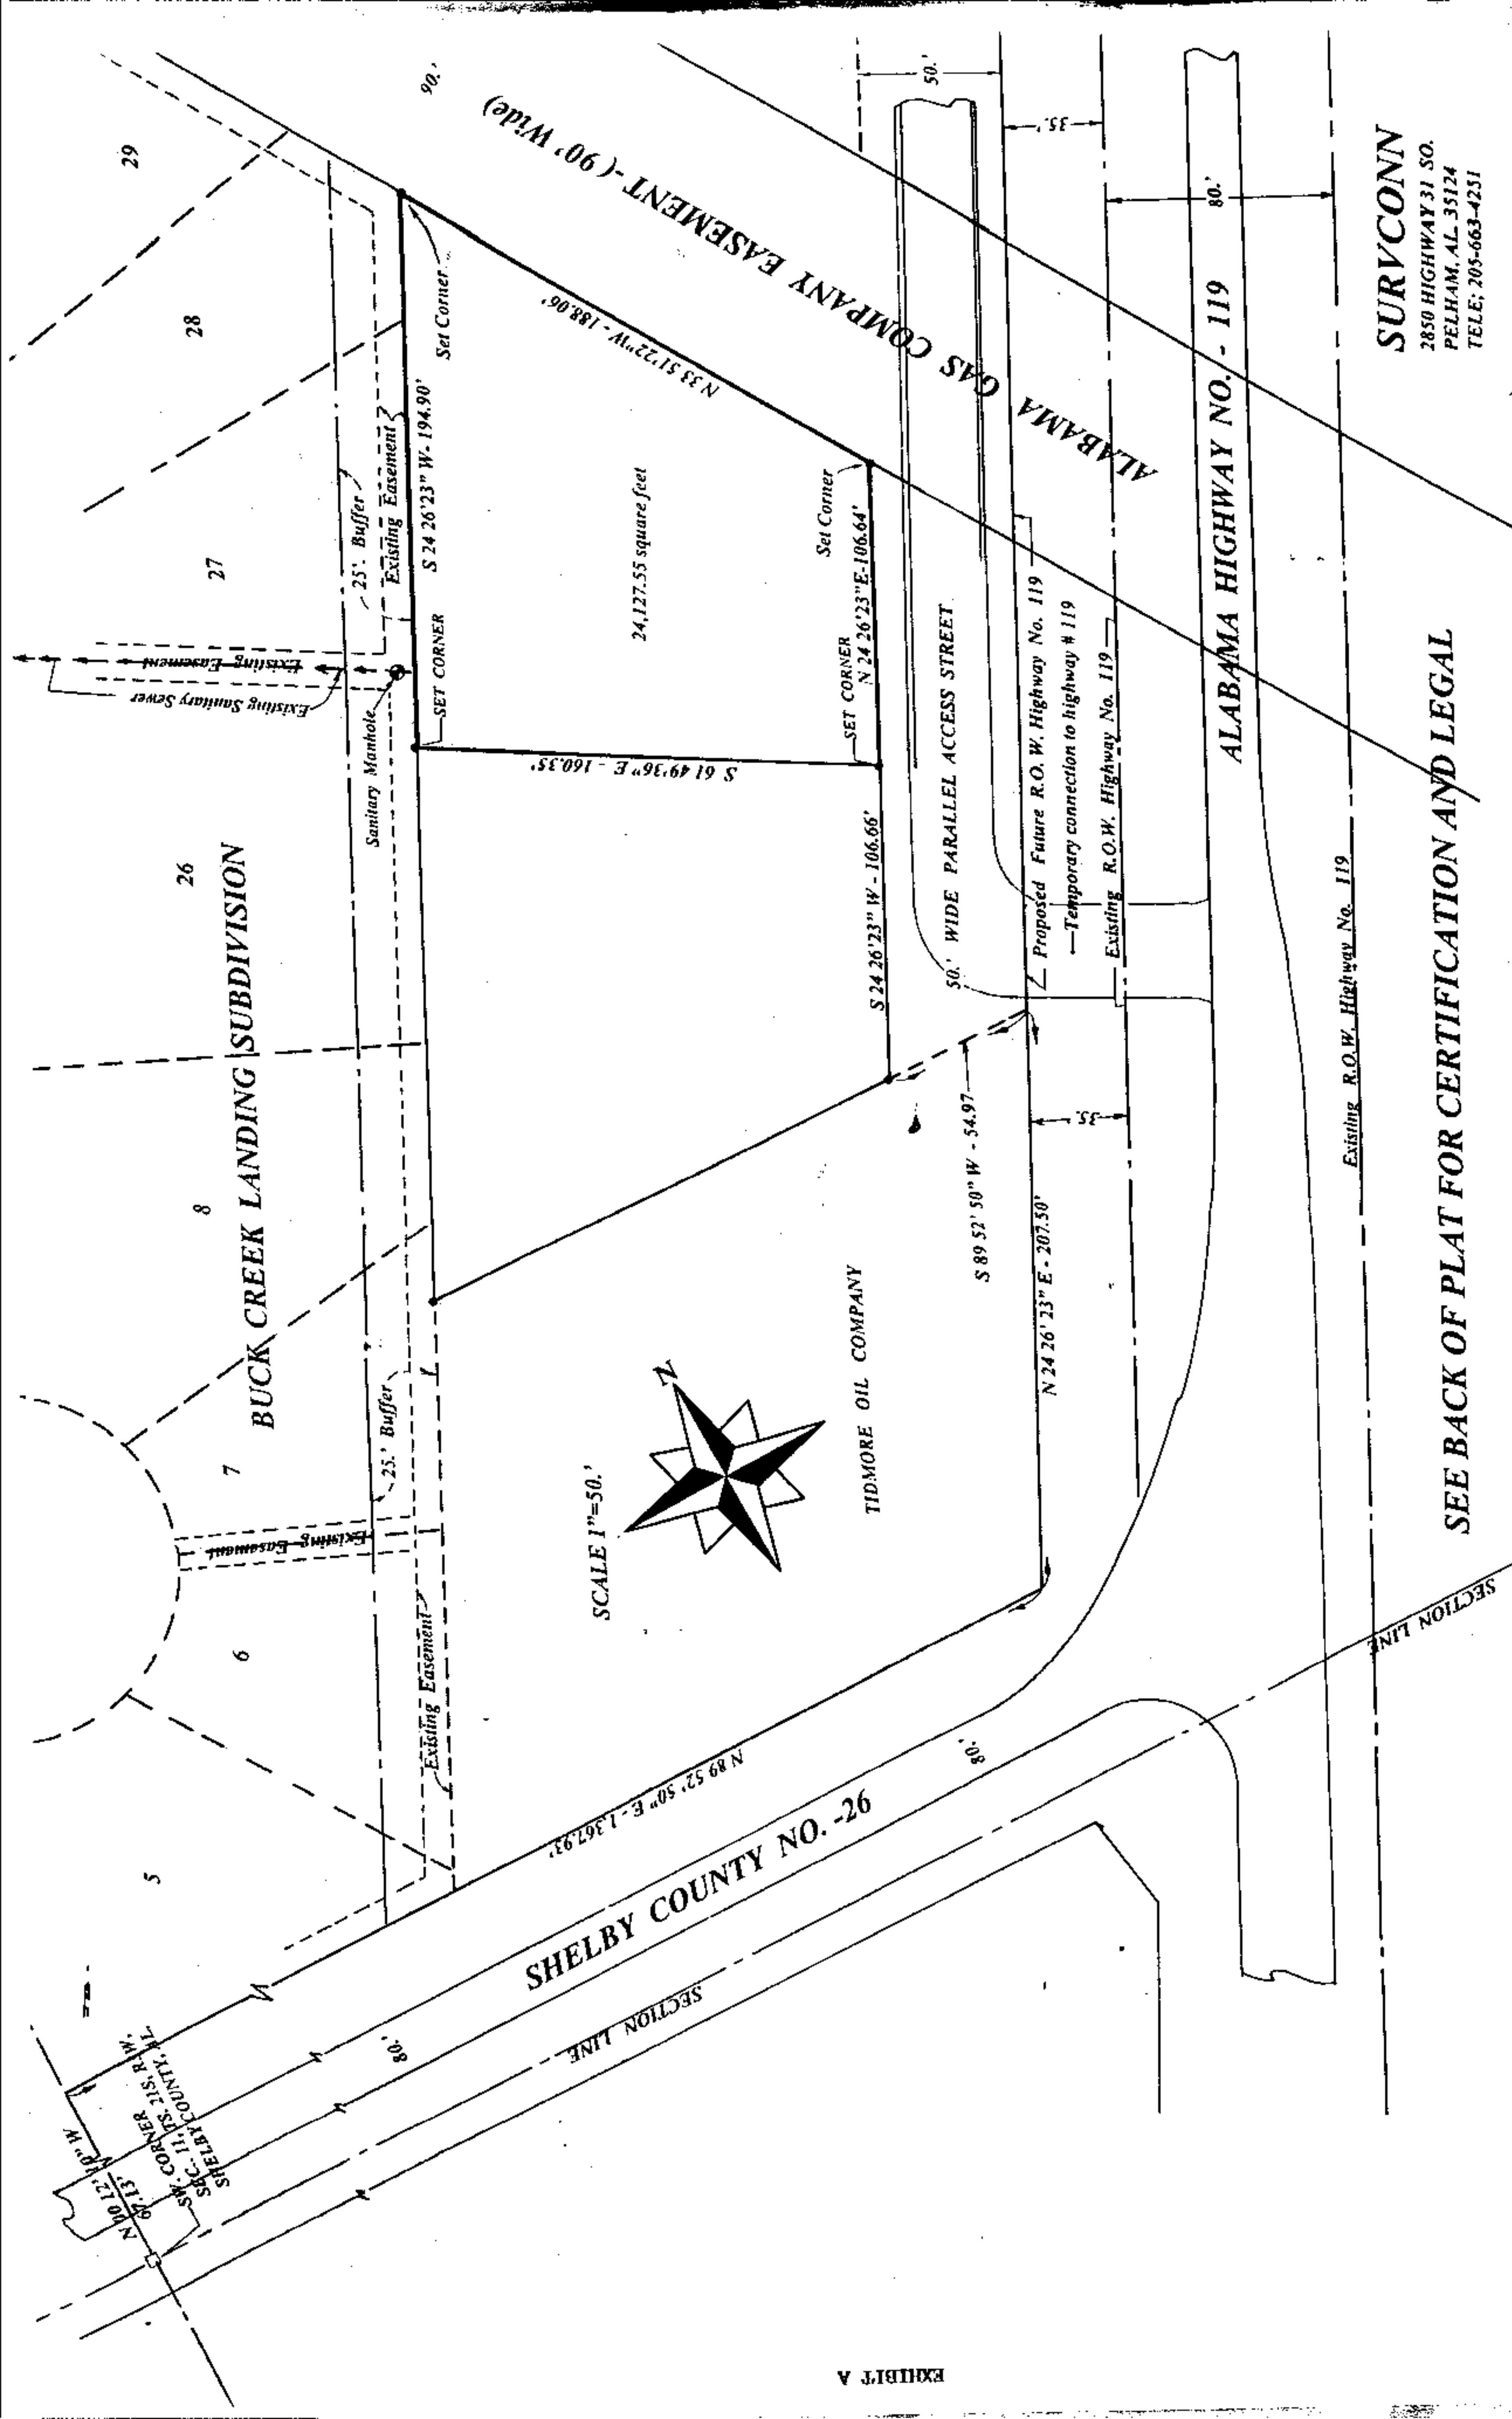 29
28
27
26
8
7
6
5
BUCK CREEK LANDING SUBDIVISION
90.'
ALABAMA GAS COMPANY EASEMENT - (90' Wide)
Set Corner
N 33 51'22"W - 188.06'
S 24 26'23" W - 194.90'
25'. Buffer
Existing Easement
Existing Easement
Existing Sanitary Sewer
Sanitary Manhole
SET CORNER
24,127.55 square feet
Set Corner
N 24 26'23"E-106.64'
SET CORNER
S 61 49'36" E - 160.35'
S 24 26'23" W - 106.66'
50.' WIDE PARALLEL ACCESS STREET
50.'
35.'
80.'
Proposed Future R.O.W. Highway No. 119
Temporary connection to highway # 119
Existing R.O.W. Highway No. 119
ALABAMA HIGHWAY NO. - 119
Existing R.O.W. Highway No. 119
S 89 52' 50" W - 54.97
35.'
N 24 26' 23" E - 207.50'
TIDMORE OIL COMPANY
SCALE 1"=50.'
N
25.' Buffer
Existing Easement
Existing Easement
N 89 52' 50" E - 1,367.93'
SHELBY COUNTY NO. -26
80.'
80.'
SECTION LINE
SECTION LINE
N 00 12' 10" W
67.13'
SW. CORNER
SEC. 11, TS. 21S, R
SHELBY COUNTY, AL.
SURVCONN
2850 HIGHWAY 31 SO.
PELHAM, AL. 35124
TELE; 205-663-4251
SEE BACK OF PLAT FOR CERTIFICATION AND LEGAL
EXHIBIT A